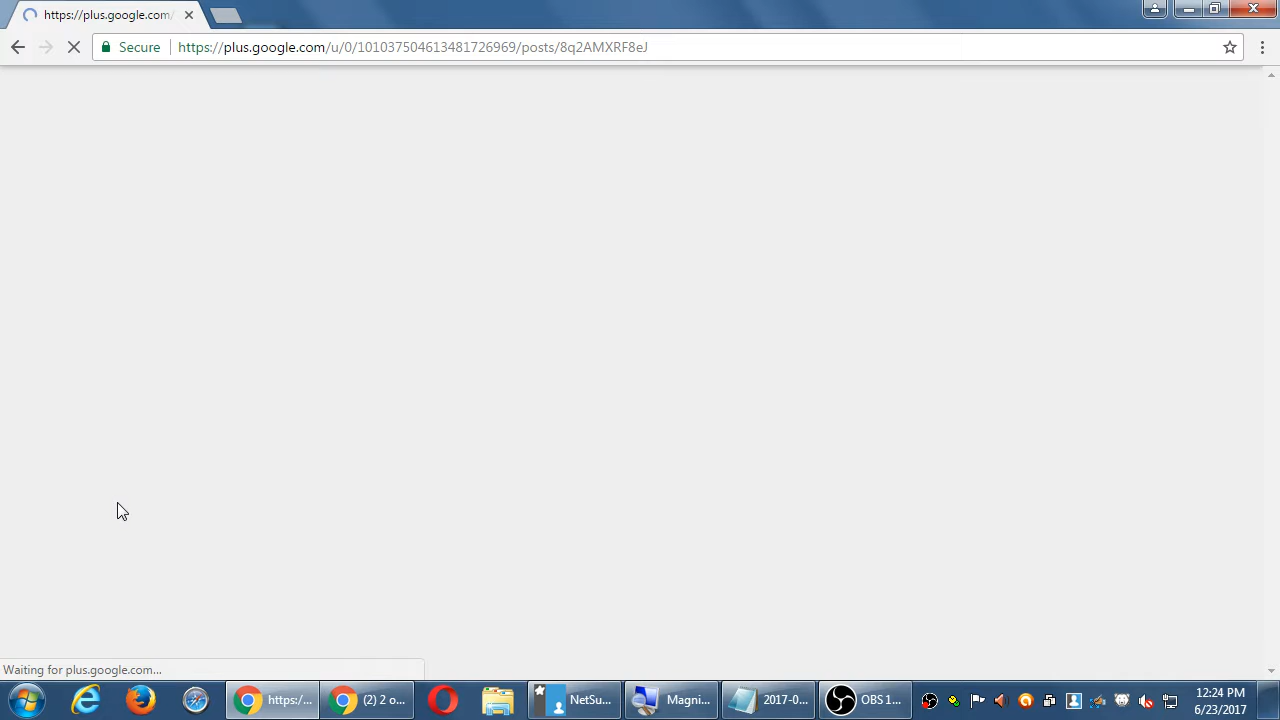 https://plus.google.com/
Secure
https://plus.google.com/u/0/101037504613481726969/posts/8q2AMXRF8eJ
Waiting for plus.google.com...
https:/...
(2) 2 o...
NetSu...
Magni...
2017-0...
OBS 1...
12:24 PM
6/23/2017